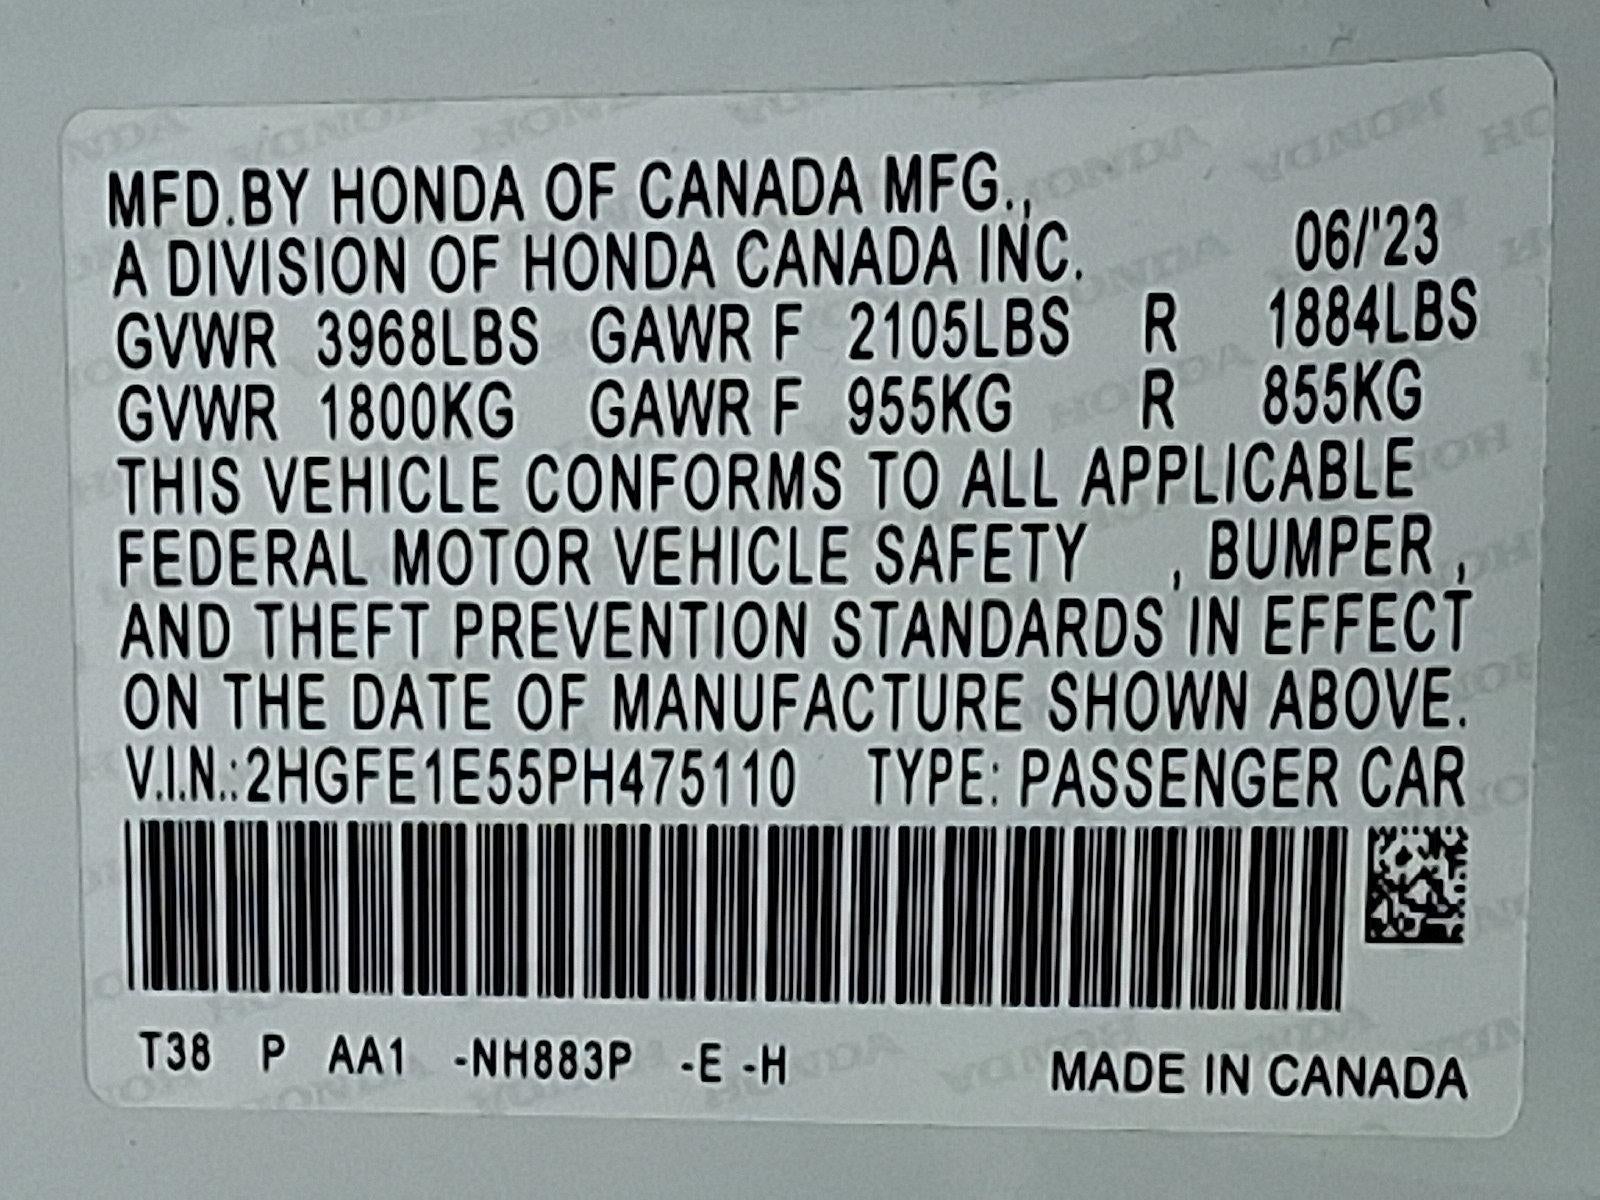 MFD.BY HONDA OF CANADA MFG.,
A DIVISION OF HONDA CANADA INC. 06/'23
GVWR 3968LBS GAWR F 2105LBS R 1884LBS
GVWR 1800KG GAWR F 955KG R 855KG
THIS VEHICLE CONFORMS TO ALL APPLICABLE
FEDERAL MOTOR VEHICLE SAFETY , BUMPER ,
AND THEFT PREVENTION STANDARDS IN EFFECT
ON THE DATE OF MANUFACTURE SHOWN ABOVE.
V.I.N.:2HGFE1E55PH475110 TYPE: PASSENGER CAR
T38 P AA1 -NH883P -E -H MADE IN CANADA